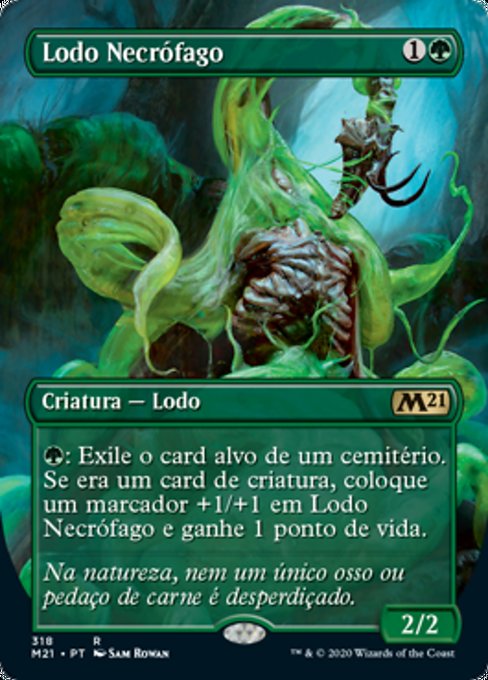 Lodo Necrófago 1
Criatura — Lodo M21
: Exile o card alvo de um cemitério.
Se era um card de criatura, coloque
um marcador +1/+1 em Lodo
Necrófago e ganhe 1 ponto de vida.
Na natureza, nem um único osso ou
pedaço de carne é desperdiçado.
2/2
318 R
M21 • PT SAM ROWAN
™ & © 2020 Wizards of the Coast